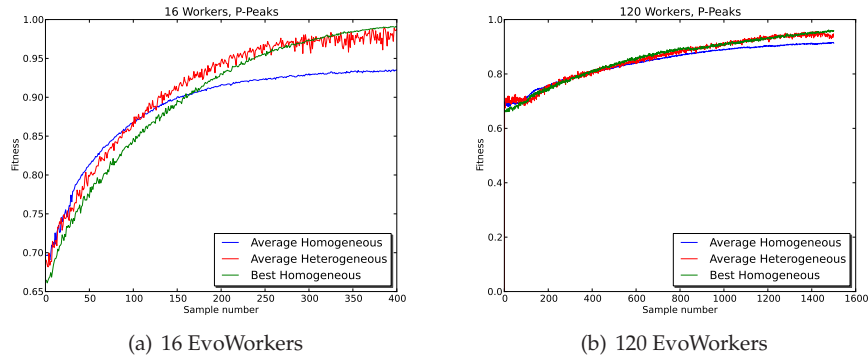 16 Workers, P-Peaks
1.00
0.95
0.90
0.85
0.80
0.75
0.70
0.65
Fitness
0
50
100
150
200
250
300
350
400
Sample number
Average Homogeneous
Average Heterogeneous
Best Homogeneous
(a) 16 EvoWorkers
120 Workers, P-Peaks
1.0
0.8
0.6
0.4
0.2
0.0
Fitness
0
200
400
600
800
1000
1200
1400
1600
Sample number
Average Homogeneous
Average Heterogeneous
Best Homogeneous
(b) 120 EvoWorkers